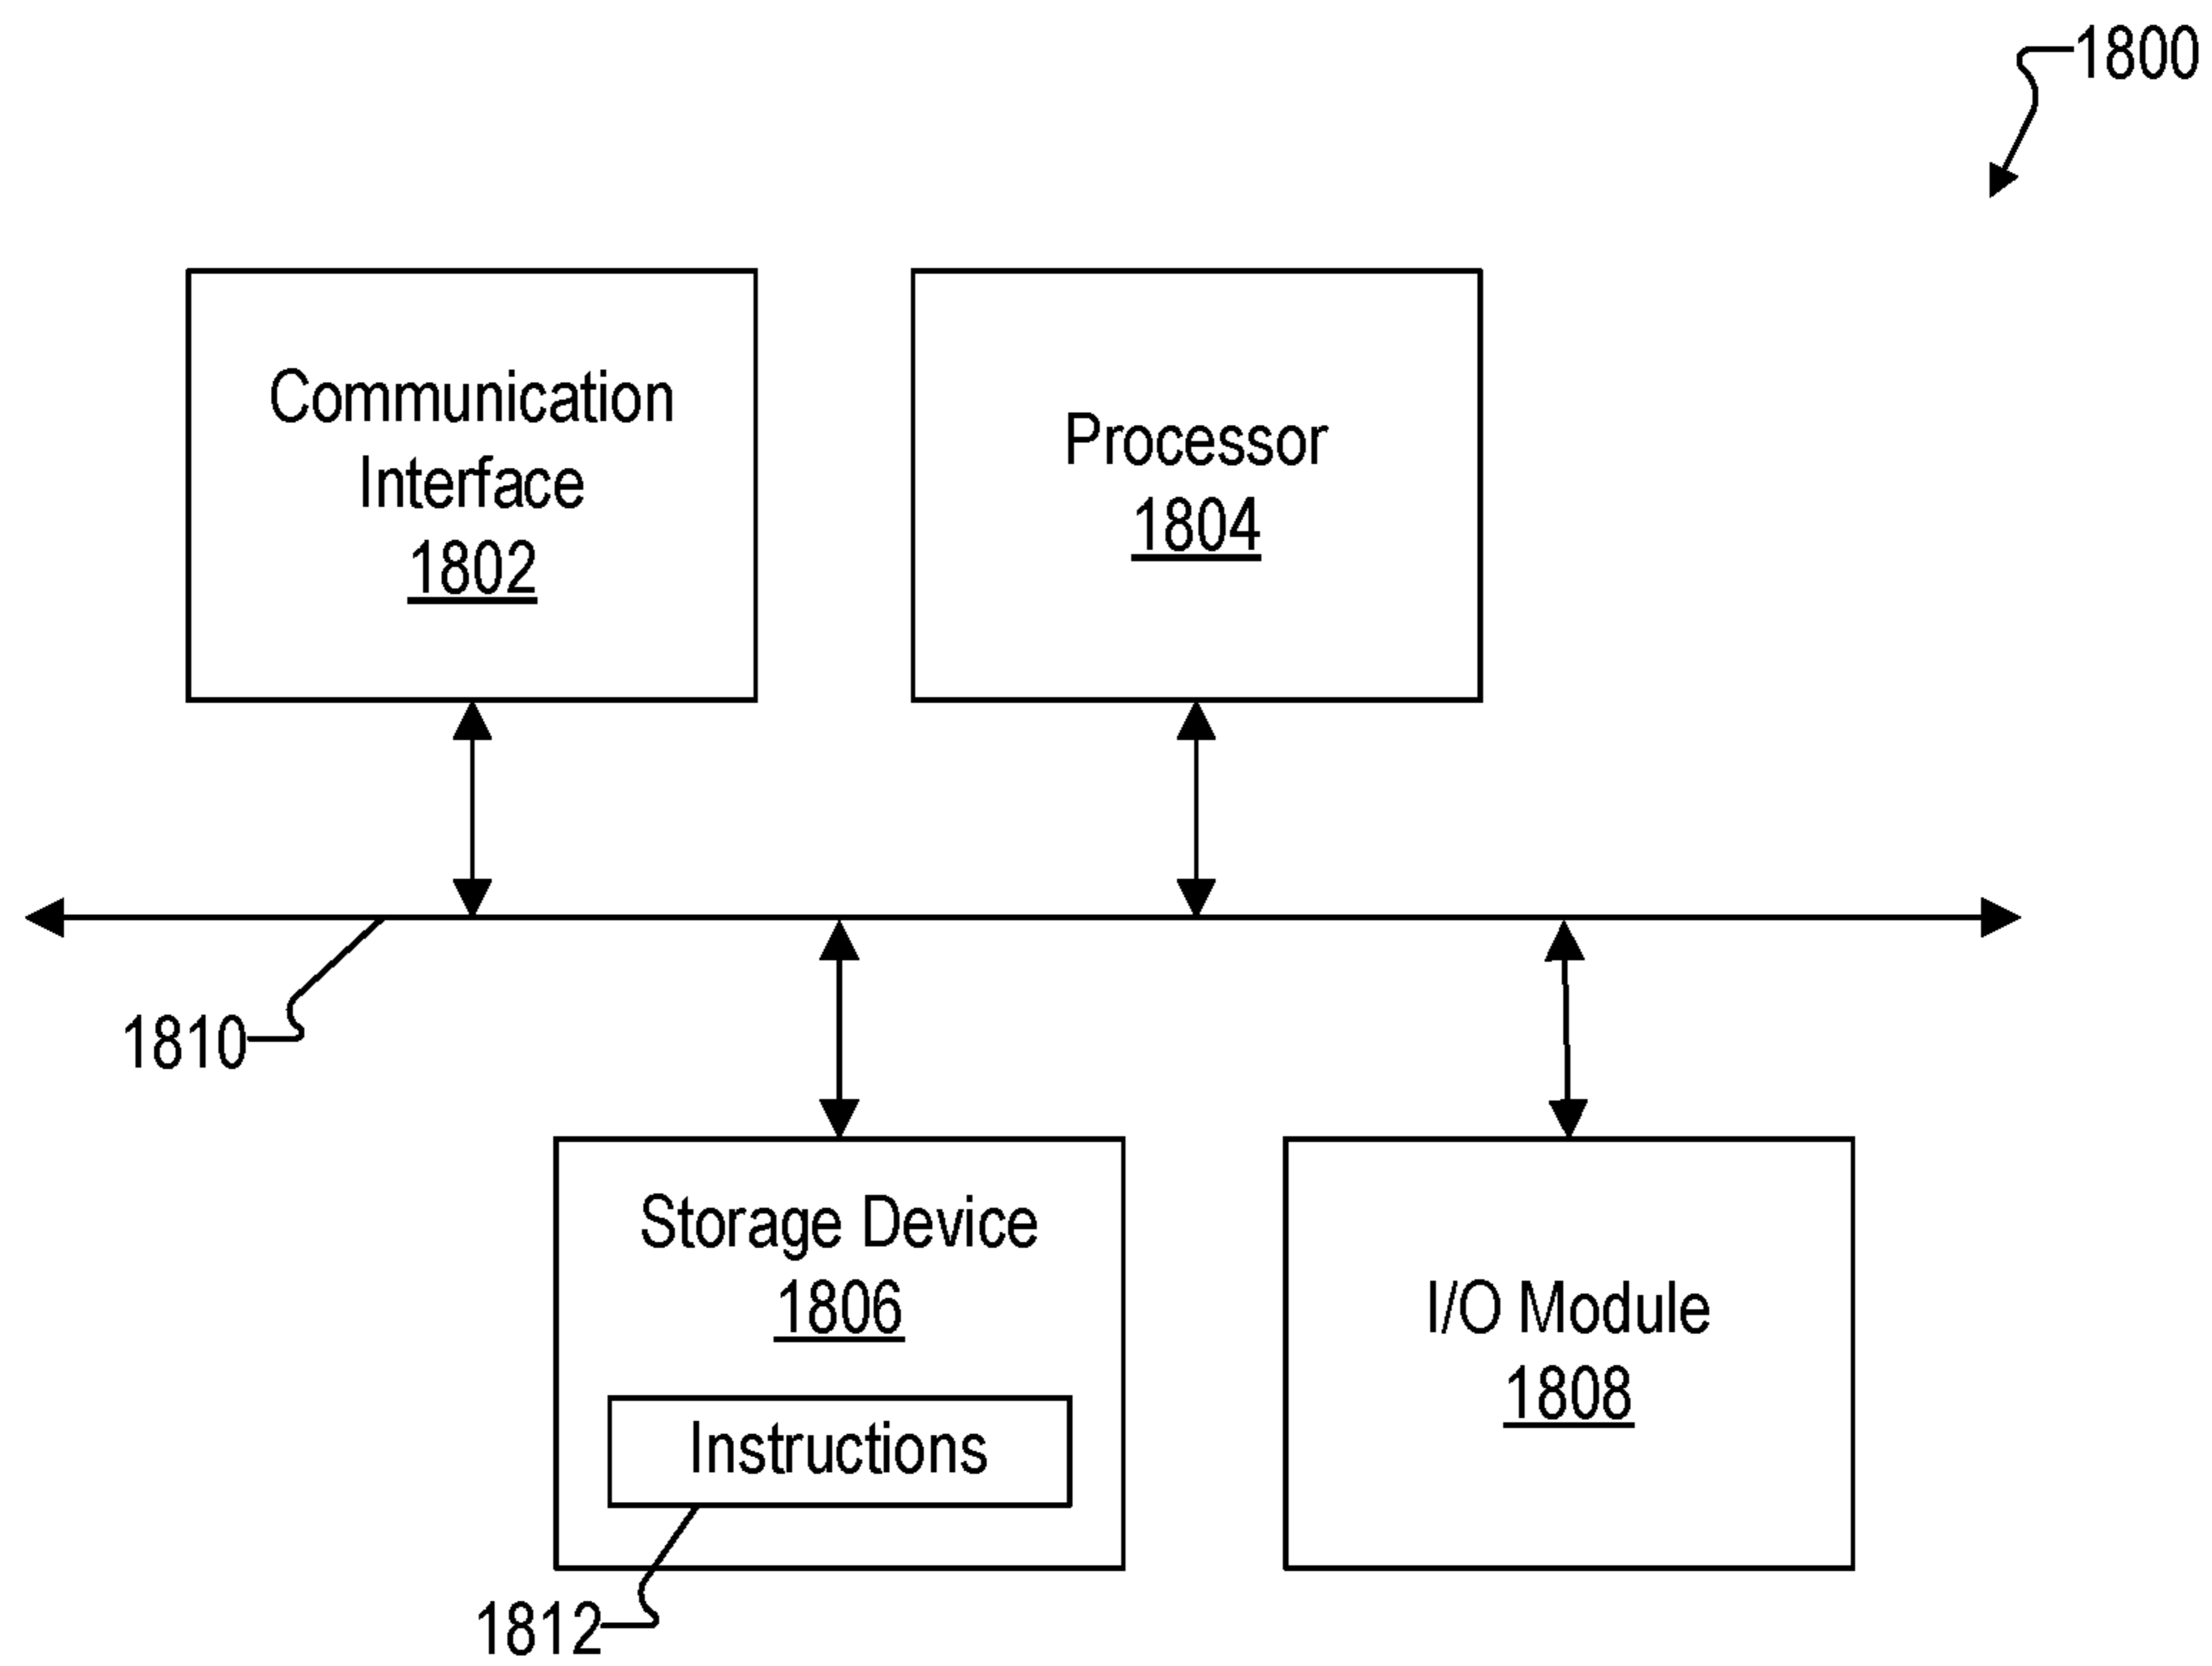 1800
Communication
Interface
1802
Processor
1804
1810
Storage Device
1806
Instructions
1812
I/O Module
1808